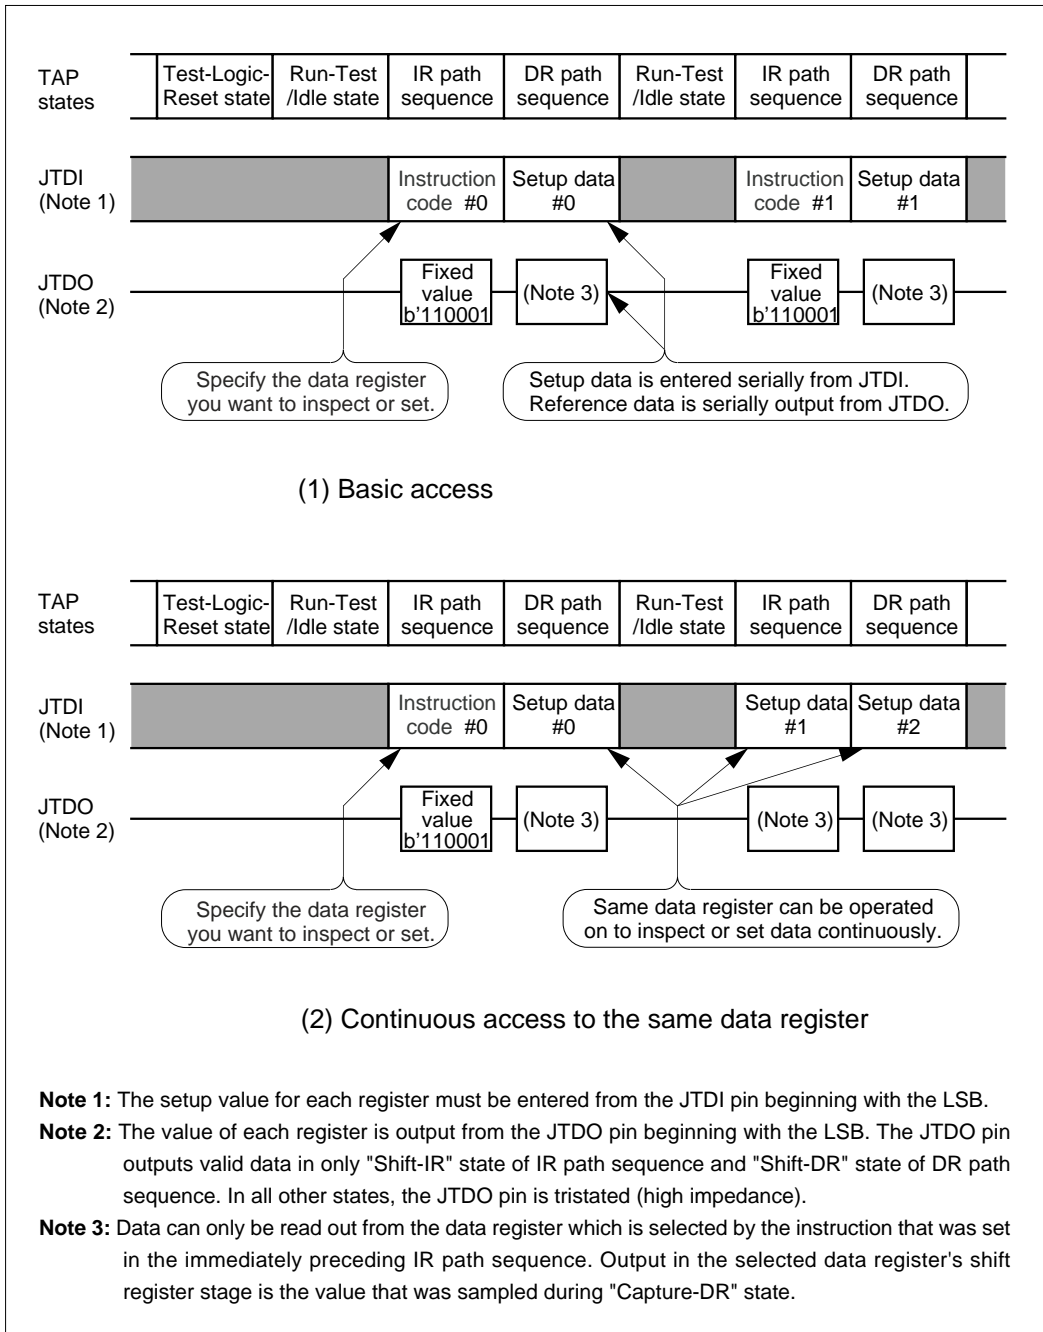 TAP
states
Test-Logic-
Reset state
Run-Test
/Idle state
IR path
sequence
DR path
sequence
Run-Test
/Idle state
IR path
sequence
DR path
sequence
JTDI
(Note 1)
Instruction
code #0
Setup data
#0
Instruction
code #1
Setup data
#1
JTDO
(Note 2)
Fixed
value
b'110001
(Note 3)
Fixed
value
b'110001
(Note 3)
Specify the data register
you want to inspect or set.
Setup data is entered serially from JTDI.
Reference data is serially output from JTDO.
(1) Basic access
TAP
states
Test-Logic-
Reset state
Run-Test
/Idle state
IR path
sequence
DR path
sequence
Run-Test
/Idle state
IR path
sequence
DR path
sequence
JTDI
(Note 1)
Instruction
code #0
Setup data
#0
Setup data
#1
Setup data
#2
JTDO
(Note 2)
Fixed
value
b'110001
(Note 3)
(Note 3)
(Note 3)
Specify the data register
you want to inspect or set.
Same data register can be operated
on to inspect or set data continuously.
(2) Continuous access to the same data register
Note 1: The setup value for each register must be entered from the JTDI pin beginning with the LSB.
Note 2: The value of each register is output from the JTDO pin beginning with the LSB. The JTDO pin
outputs valid data in only "Shift-IR" state of IR path sequence and "Shift-DR" state of DR path
sequence. In all other states, the JTDO pin is tristated (high impedance).
Note 3: Data can only be read out from the data register which is selected by the instruction that was set
in the immediately preceding IR path sequence. Output in the selected data register's shift
register stage is the value that was sampled during "Capture-DR" state.